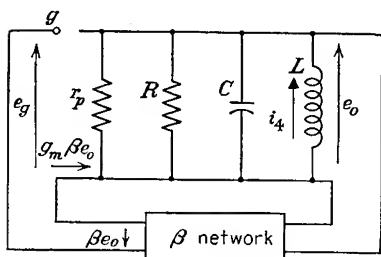 g
e_g
r_p
R
C
L
i_4
e_o
g_m βe_o
βe_o↓
β network